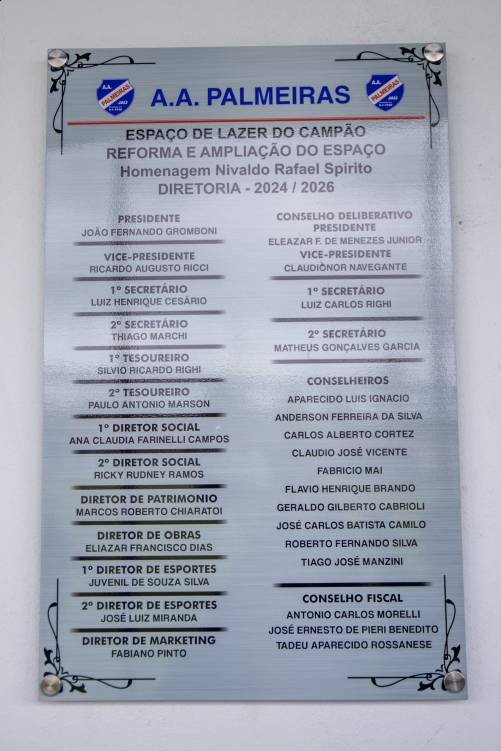 A.A.
PALMEIRAS
JAÚ
A.A. PALMEIRAS
A.A.
PALMEIRAS
JAÚ
ESPAÇO DE LAZER DO CAMPÃO
REFORMA E AMPLIAÇÃO DO ESPAÇO
Homenagem Nivaldo Rafael Spirito
DIRETORIA - 2024 / 2026
PRESIDENTE
JOÃO FERNANDO GROMBONI
VICE-PRESIDENTE
RICARDO AUGUSTO RICCI
1º SECRETÁRIO
LUIZ HENRIQUE CESÁRIO
2º SECRETÁRIO
THIAGO MARCHI
1º TESOUREIRO
SILVIO RICARDO RIGHI
2º TESOUREIRO
PAULO ANTONIO MARSON
1º DIRETOR SOCIAL
ANA CLAUDIA FARINELLI CAMPOS
2º DIRETOR SOCIAL
RICKY RUDNEY RAMOS
DIRETOR DE PATRIMONIO
MARCOS ROBERTO CHIARATOI
DIRETOR DE OBRAS
ELIAZAR FRANCISCO DIAS
1º DIRETOR DE ESPORTES
JUVENIL DE SOUZA SILVA
2º DIRETOR DE ESPORTES
JOSÉ LUIZ MIRANDA
DIRETOR DE MARKETING
FABIANO PINTO
CONSELHO DELIBERATIVO
PRESIDENTE
ELEAZAR F. DE MENEZES JUNIOR
VICE-PRESIDENTE
CLAUDIONOR NAVEGANTE
1º SECRETÁRIO
LUIZ CARLOS RIGHI
2º SECRETÁRIO
MATHEUS GONÇALVES GARCIA
CONSELHEIROS
APARECIDO LUIS IGNACIO
ANDERSON FERREIRA DA SILVA
CARLOS ALBERTO CORTEZ
CLAUDIO JOSÉ VICENTE
FABRICIO MAI
FLAVIO HENRIQUE BRANDO
GERALDO GILBERTO CABRIOLI
JOSÉ CARLOS BATISTA CAMILO
ROBERTO FERNANDO SILVA
TIAGO JOSÉ MANZINI
CONSELHO FISCAL
ANTONIO CARLOS MORELLI
JOSÉ ERNESTO DE PIERI BENEDITO
TADEU APARECIDO ROSSANESE